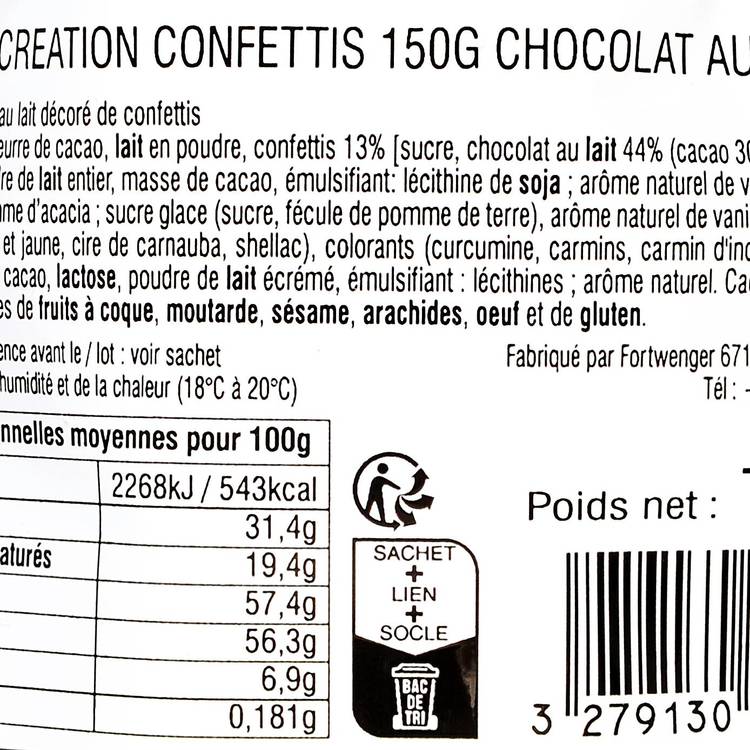 CREATION CONFETTIS 150G CHOCOLAT AU
au lait décoré de confettis
eurre de cacao, lait en poudre, confettis 13% [sucre, chocolat au lait 44% (cacao 30
re de lait entier, masse de cacao, émulsifiant: lécithine de soja ; arôme naturel de v
me d'acacia ; sucre glace (sucre, fécule de pomme de terre), arôme naturel de vani
et jaune, cire de carnauba, shellac), colorants (curcumine, carmins, carmin d'ind
cacao, lactose, poudre de lait écrémé, émulsifiant : lécithines ; arôme naturel. Ca
es de fruits à coque, moutarde, sésame, arachides, oeuf et de gluten.
ence avant le / lot : voir sachet
Fabriqué par Fortwenger 671
humidité et de la chaleur (18°C à 20°C)
Tél : -
nnelles moyennes pour 100g
2268kJ / 543kcal
31,4g
aturés 19,4g
57,4g
56,3g
6,9g
0,181g
SACHET
+
LIEN
+
SOCLE
BAC
DE
TRI
Poids net :
3 279130